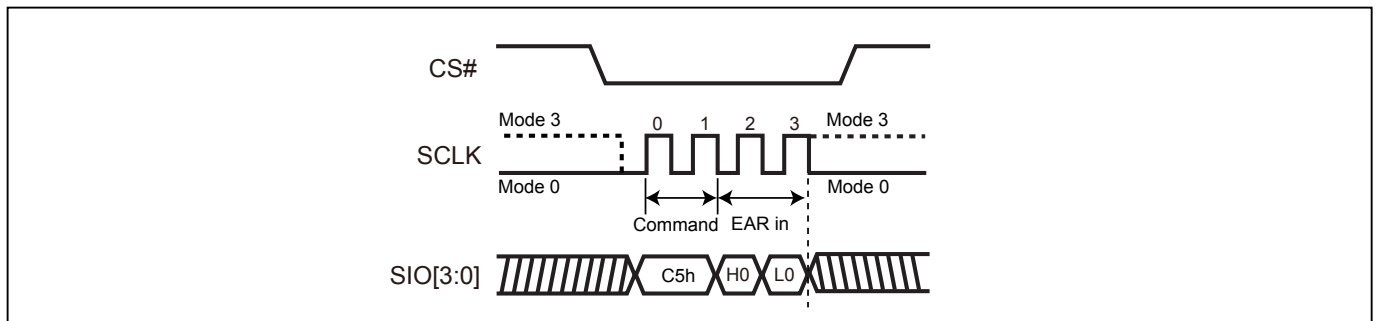 CS#
Mode 3 0 1 2 3 Mode 3
SCLK
Mode 0 Mode 0
Command EAR in
SIO[3:0] C5h H0 L0